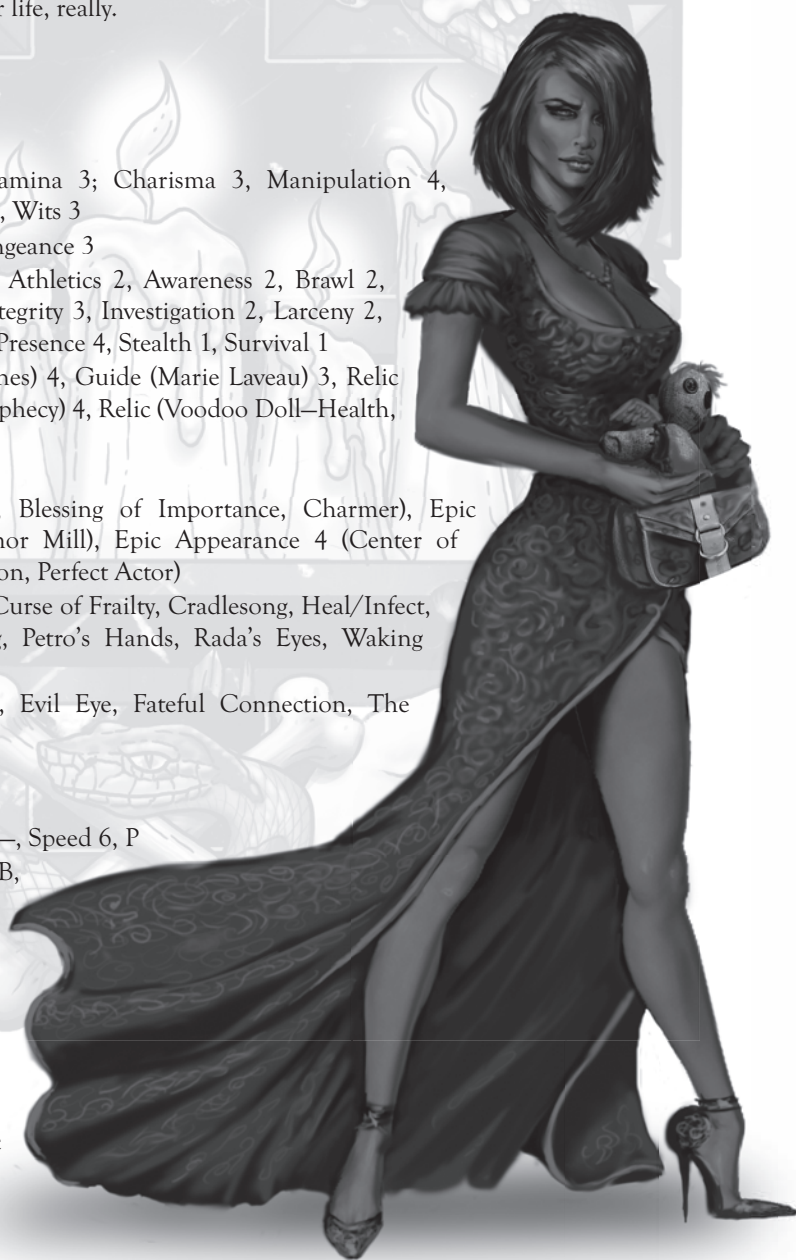 r life, really.
amina 3; Charisma 3, Manipulation 4,
, Wits 3
ngeance 3
Athletics 2, Awareness 2, Brawl 2,
tegrity 3, Investigation 2, Larceny 2,
Presence 4, Stealth 1, Survival 1
nes) 4, Guide (Marie Laveau) 3, Relic
phecy) 4, Relic (Voodoo Doll—Health,
, Blessing of Importance, Charmer), Epic
nor Mill), Epic Appearance 4 (Center of
on, Perfect Actor)
Curse of Frailty, Cradlesong, Heal/Infect,
g, Petro's Hands, Rada's Eyes, Waking
, Evil Eye, Fateful Connection, The
—, Speed 6, P
B,